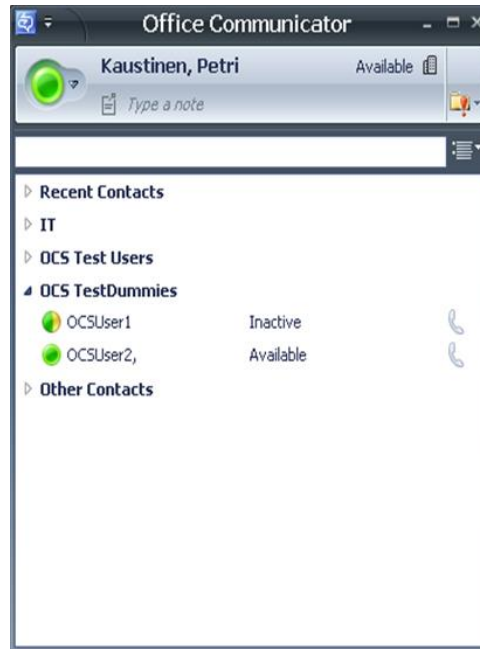 Office Communicator
Kaustinen, Petri Available
Type a note
Recent Contacts
IT
OCS Test Users
OCS TestDummies
OCSUser1 Inactive
OCSUser2, Available
Other Contacts